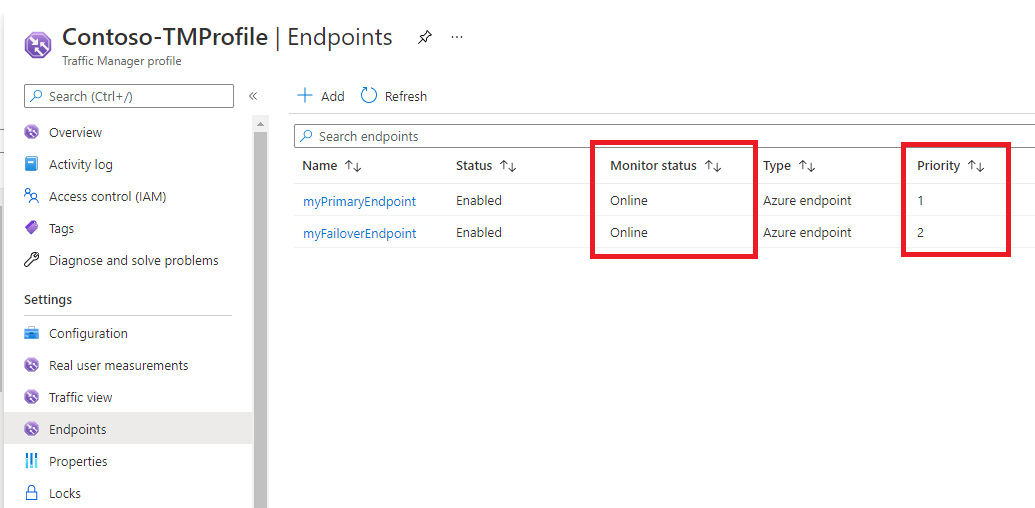 Contoso-TMProfile | Endpoints ...
Traffic Manager profile
Search (Ctrl+/) «
Overview
Activity log
Access control (IAM)
Tags
Diagnose and solve problems
Settings
Configuration
Real user measurements
Traffic view
Endpoints
Properties
Locks
+ Add Refresh
Search endpoints
Name ↑↓ Status ↑↓ Monitor status ↑↓ Type ↑↓ Priority ↑↓
myPrimaryEndpoint Enabled Online Azure endpoint 1
myFailoverEndpoint Enabled Online Azure endpoint 2